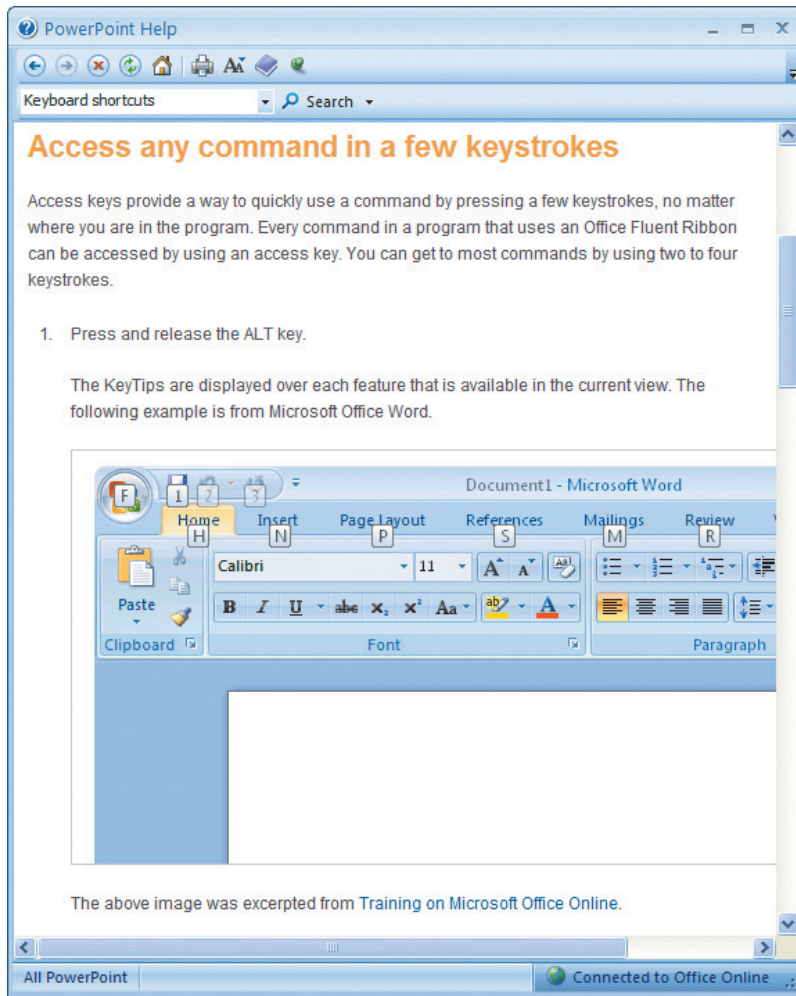 PowerPoint Help
Keyboard shortcuts Search
Access any command in a few keystrokes
Access keys provide a way to quickly use a command by pressing a few keystrokes, no matter
where you are in the program. Every command in a program that uses an Office Fluent Ribbon
can be accessed by using an access key. You can get to most commands by using two to four
keystrokes.
1. Press and release the ALT key.
The KeyTips are displayed over each feature that is available in the current view. The
following example is from Microsoft Office Word.
Document1 - Microsoft Word
F 1 2 3
Home Insert Page Layout References Mailings Review
H N P S M R
Calibri 11 A A Aa
Paste B I U abc x₂ x² Aa ab A
Clipboard Font Paragraph
The above image was excerpted from Training on Microsoft Office Online.
All PowerPoint Connected to Office Online